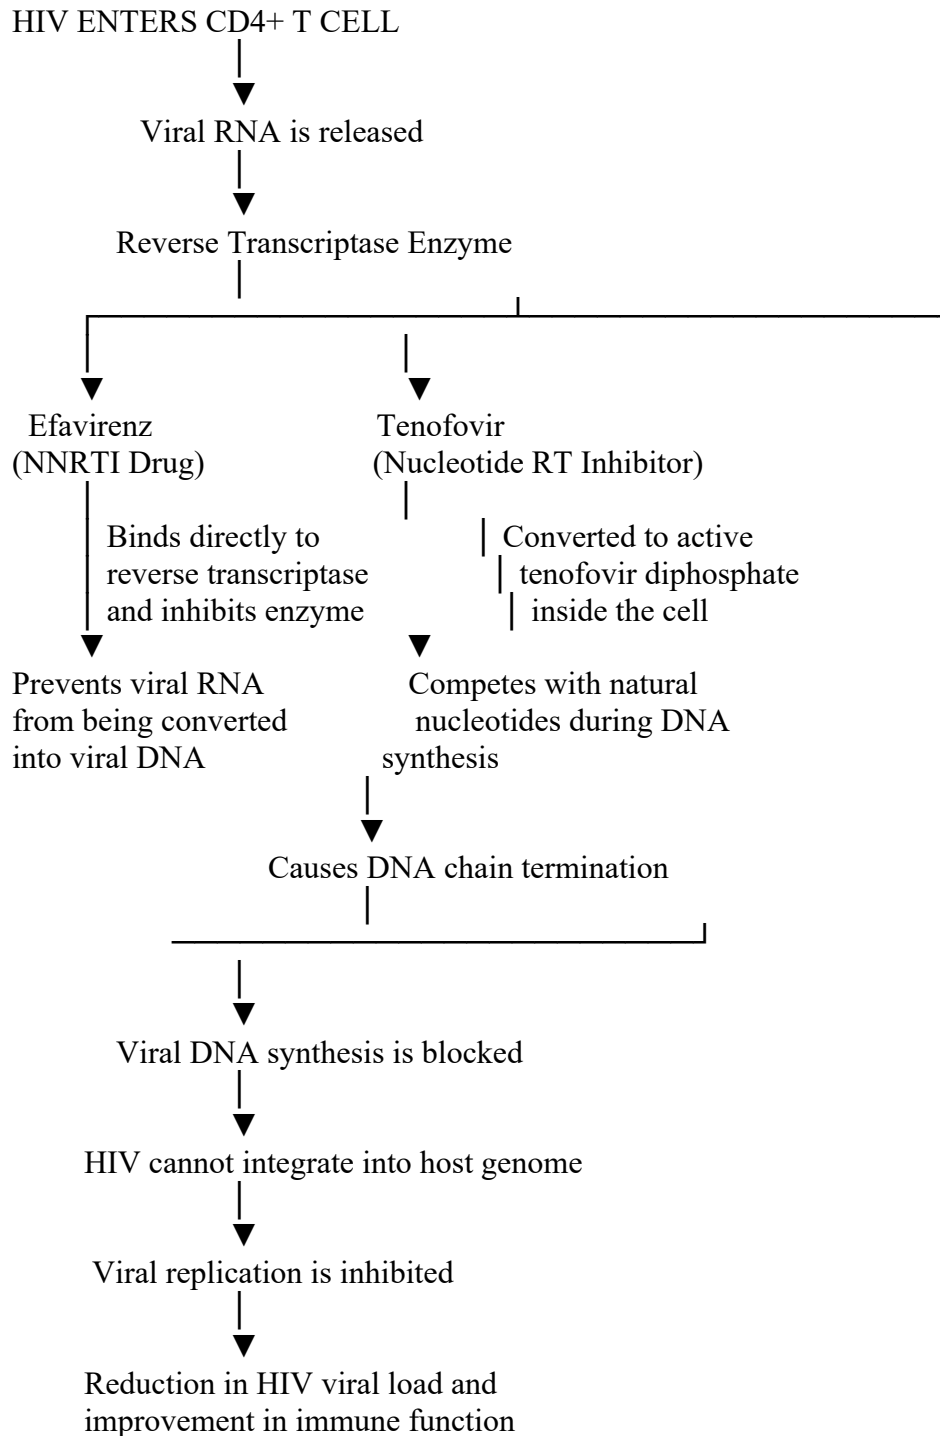 HIV ENTERS CD4+ T CELL
Viral RNA is released
Reverse Transcriptase Enzyme
Efavirenz
(NNRTI Drug)
Binds directly to
reverse transcriptase
and inhibits enzyme
Prevents viral RNA
from being converted
into viral DNA
Tenofovir
(Nucleotide RT Inhibitor)
Converted to active
tenofovir diphosphate
inside the cell
Competes with natural
nucleotides during DNA
synthesis
Causes DNA chain termination
Viral DNA synthesis is blocked
HIV cannot integrate into host genome
Viral replication is inhibited
Reduction in HIV viral load and
improvement in immune function